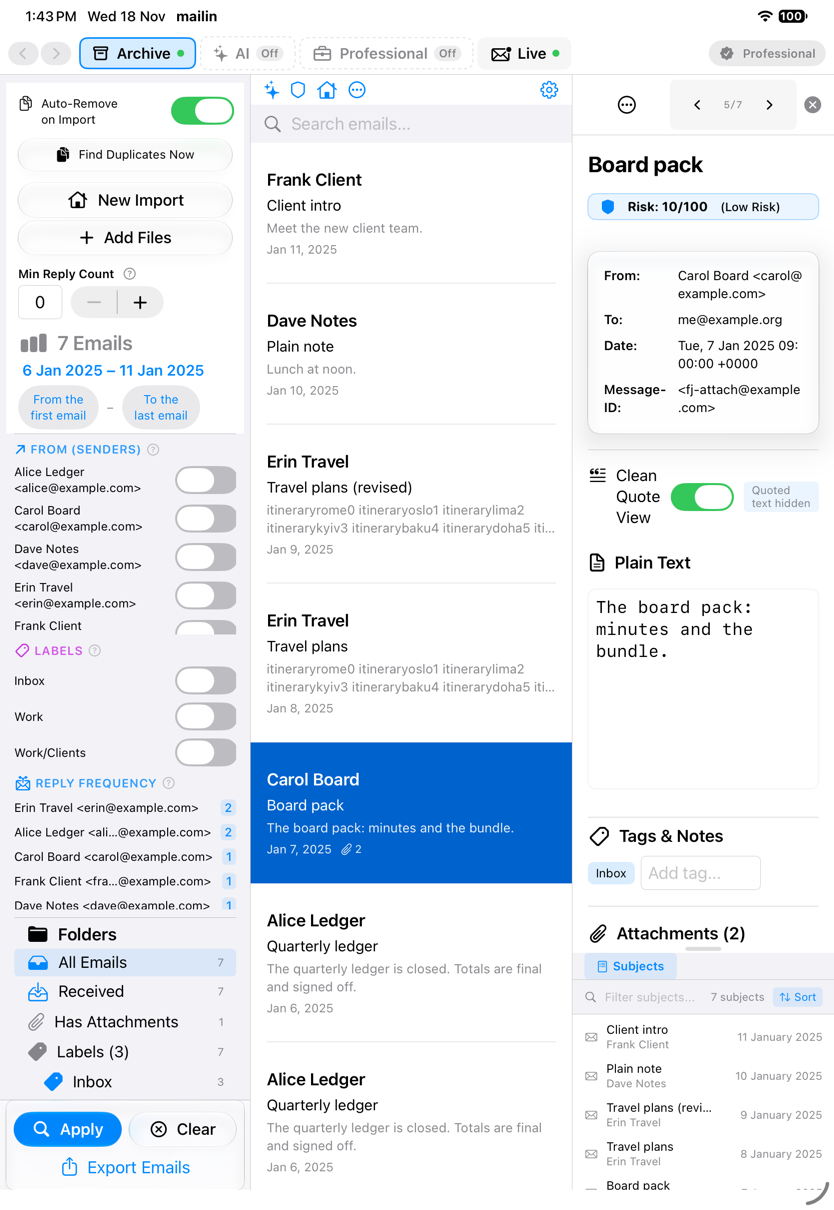 1:43 PM Wed 18 Nov mailin
100
Archive
AI Off
Professional Off
Live
Professional
Auto-Remove
on Import
Find Duplicates Now
New Import
Add Files
Min Reply Count ?
0
7 Emails
6 Jan 2025 – 11 Jan 2025
From the
first email
–
To the
last email
FROM (SENDERS) ?
Alice Ledger
<alice@example.com>
Carol Board
<carol@example.com>
Dave Notes
<dave@example.com>
Erin Travel
<erin@example.com>
Frank Client
LABELS ?
Inbox
Work
Work/Clients
REPLY FREQUENCY ?
Erin Travel <erin@example.com> 2
Alice Ledger <ali...@example.com> 2
Carol Board <carol@example.com> 1
Frank Client <fra...@example.com> 1
Dave Notes <dave@example.com> 1
Folders
All Emails 7
Received 7
Has Attachments 1
Labels (3) 7
Inbox 3
Apply
Clear
Export Emails
Search emails...
Frank Client
Client intro
Meet the new client team.
Jan 11, 2025
Dave Notes
Plain note
Lunch at noon.
Jan 10, 2025
Erin Travel
Travel plans (revised)
itineraryrome0 itineraryoslo1 itinerarylima2
itinerarykyiv3 itinerarybaku4 itinerarydoha5 iti...
Jan 9, 2025
Erin Travel
Travel plans
itineraryrome0 itineraryoslo1 itinerarylima2
itinerarykyiv3 itinerarybaku4 itinerarydoha5 iti...
Jan 8, 2025
Carol Board
Board pack
The board pack: minutes and the bundle.
Jan 7, 2025 2
Alice Ledger
Quarterly ledger
The quarterly ledger is closed. Totals are final
and signed off.
Jan 6, 2025
Alice Ledger
Quarterly ledger
The quarterly ledger is closed. Totals are final
and signed off.
Jan 6, 2025
5/7
Board pack
Risk: 10/100 (Low Risk)
From: Carol Board <carol@
example.com>
To: me@example.org
Date: Tue, 7 Jan 2025 09:
00:00 +0000
Message- <fj-attach@example
ID: .com>
Clean
Quote
View
Quoted
text hidden
Plain Text
The board pack:
minutes and the
bundle.
Tags & Notes
Inbox
Add tag...
Attachments (2)
Subjects
Filter subjects... 7 subjects Sort
Client intro 11 January 2025
Frank Client
Plain note 10 January 2025
Dave Notes
Travel plans (revi... 9 January 2025
Erin Travel
Travel plans 8 January 2025
Erin Travel
Board pack